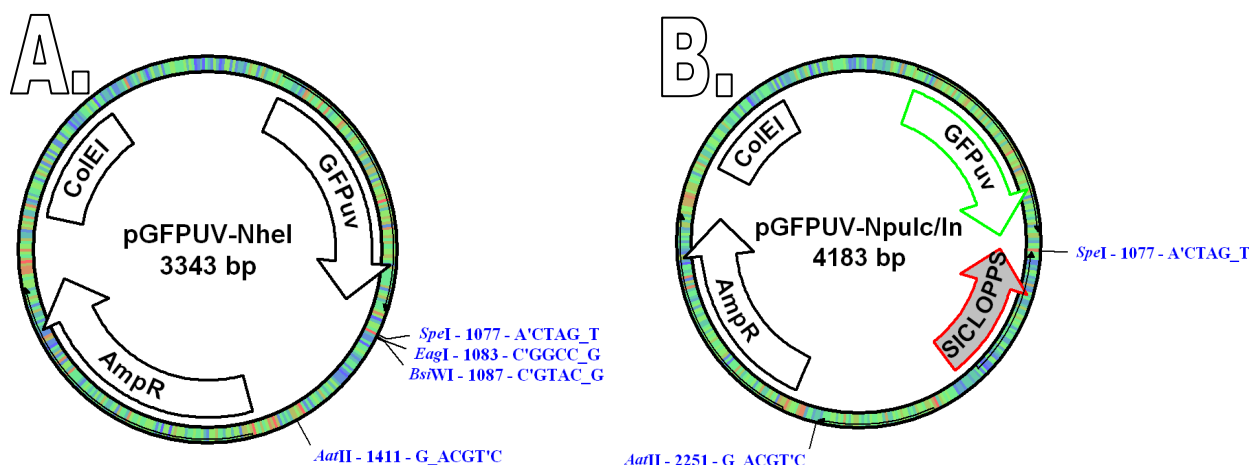 A.
ColEI
GFPuv
pGFPUV-NheI
3343 bp
AmpR
SpeI - 1077 - A'CTAG_T
EagI - 1083 - C'GGCC_G
BsiWI - 1087 - C'GTAC_G
AatII - 1411 - G_ACGT'C
B.
ColEI
GFPuv
pGFPUV-Npulc/In
4183 bp
SpeI - 1077 - A'CTAG_T
SICLOPPS
AmpR
AatII - 2251 - G_ACGT'C